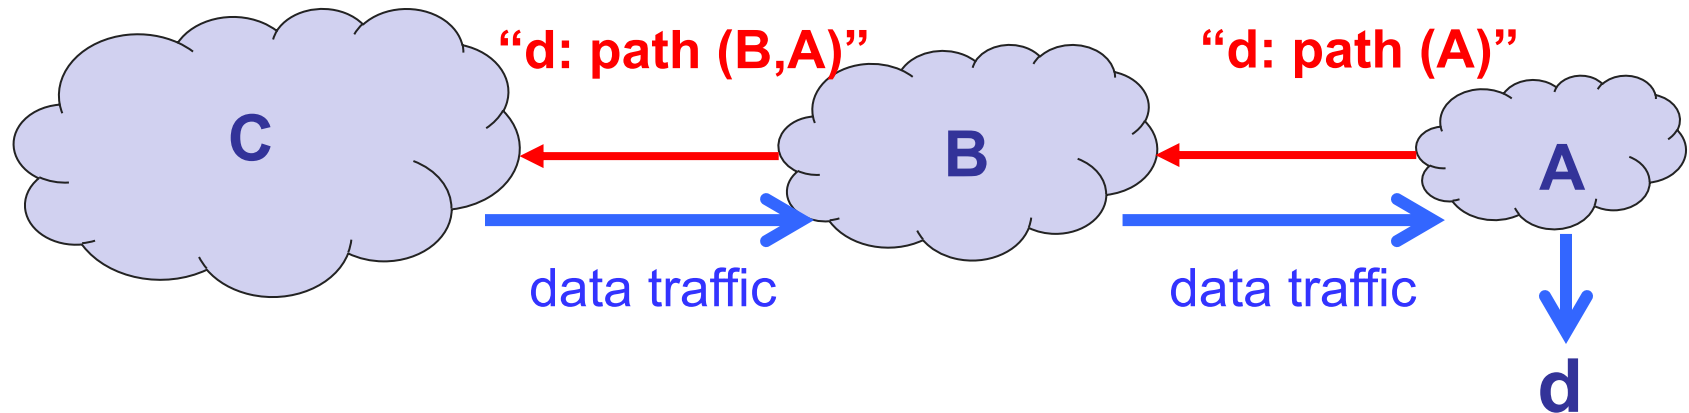 “d: path (B,A)”
“d: path (A)”
C
B
A
data traffic
data traffic
d